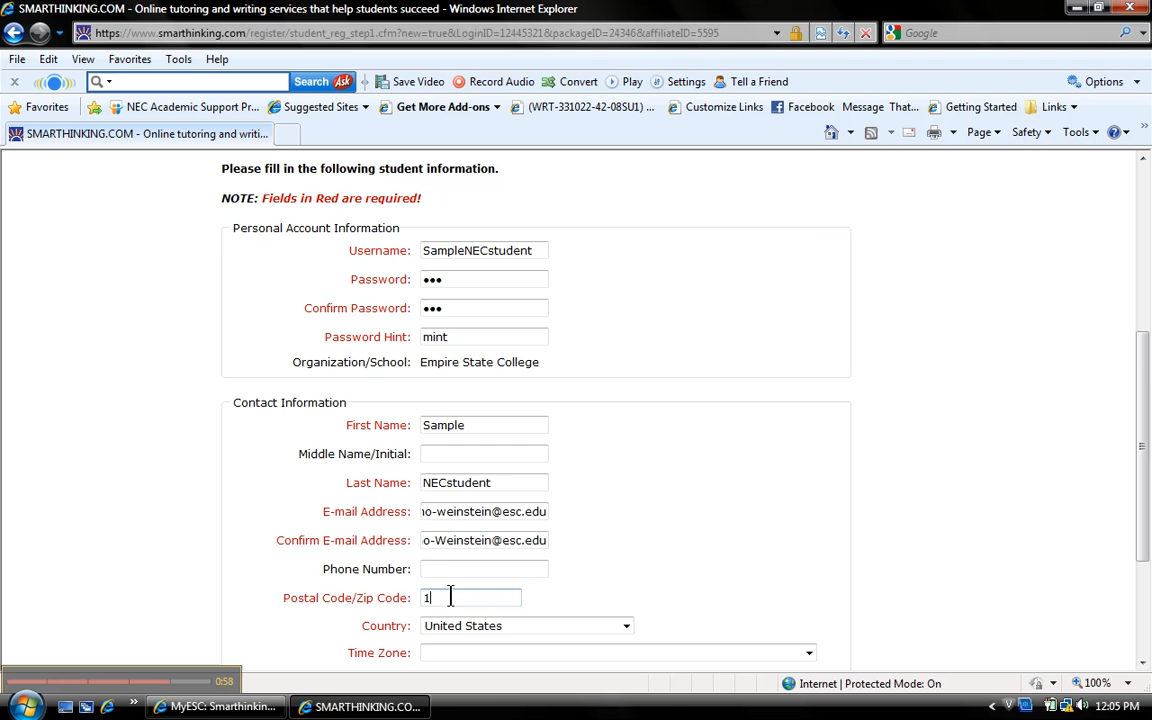 SMARTHINKING.COM - Online tutoring and writing services that help students succeed - Windows Internet Explorer
https://www.smarthinking.com/register/student_reg_step1.cfm?new=true&LoginID=12445321&packageID=24346&affiliateID=5595
Google
File Edit View Favorites Tools Help
Search Ask Save Video Record Audio Convert Play Settings Tell a Friend Options
Favorites NEC Academic Support Pr... Suggested Sites Get More Add-ons (WRT-331022-42-08SU1) ... Customize Links Facebook Message That... Getting Started Links
SMARTHINKING.COM - Online tutoring and writi... Page Safety Tools
Please fill in the following student information.
NOTE: Fields in Red are required!
Personal Account Information
Username: SampleNECstudent
Password: •••
Confirm Password: •••
Password Hint: mint
Organization/School: Empire State College
Contact Information
First Name: Sample
Middle Name/Initial:
Last Name: NECstudent
E-mail Address: no-weinstein@esc.edu
Confirm E-mail Address: o-Weinstein@esc.edu
Phone Number:
Postal Code/Zip Code: 1
Country: United States
Time Zone:
0:58 Internet | Protected Mode: On 100%
MyESC: Smarthinkin... SMARTHINKING.CO... 12:05 PM